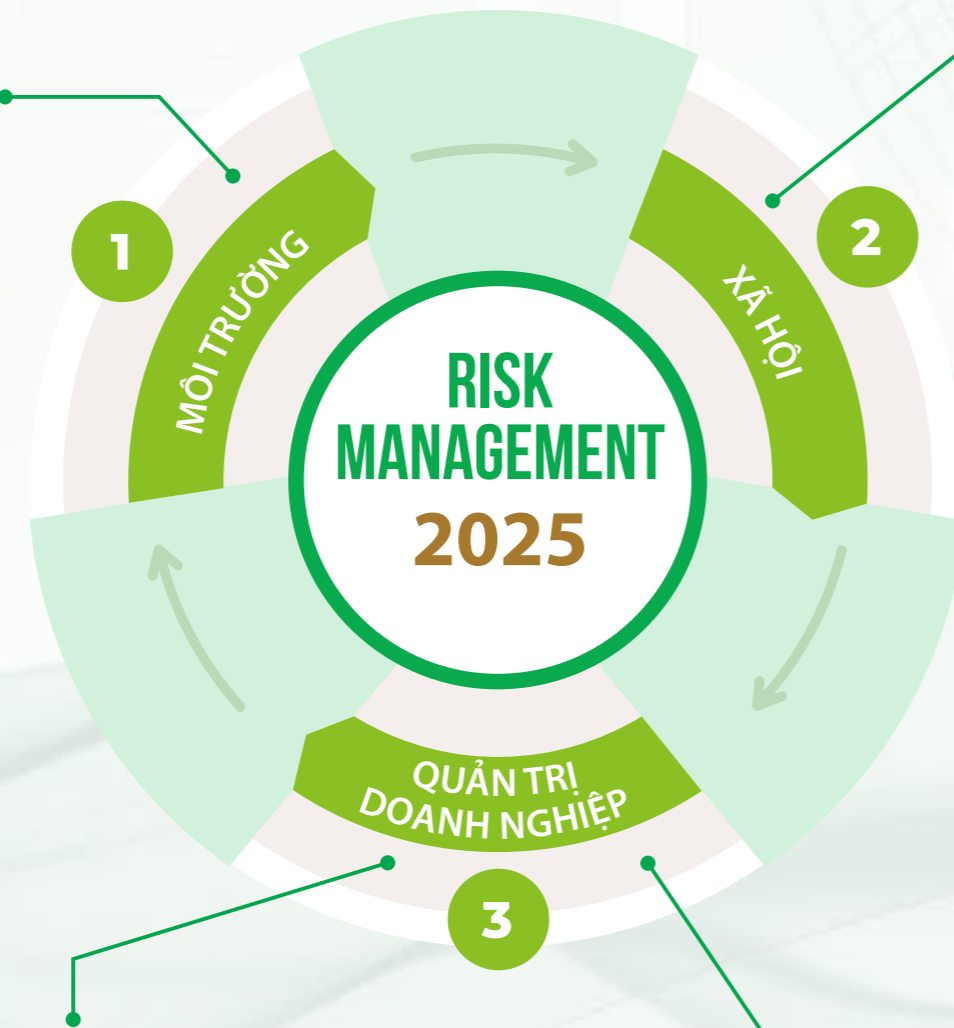 1
MÔI TRƯỜNG
2
XÃ HỘI
RISK
MANAGEMENT
2025
QUẢN TRỊ
DOANH NGHIỆP
3